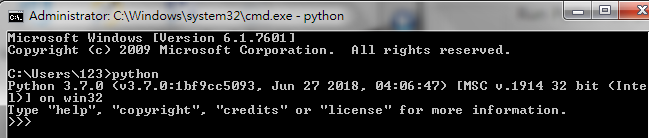 Administrator: C:\Windows\system32\cmd.exe - python
Microsoft Windows [Version 6.1.7601]
Copyright (c) 2009 Microsoft Corporation.  All rights reserved.
C:\Users\123>python
Python 3.7.0 (v3.7.0:1bf9cc5093, Jun 27 2018, 04:06:47) [MSC v.1914 32 bit (Inte
l)] on win32
Type "help", "copyright", "credits" or "license" for more information.
>>>